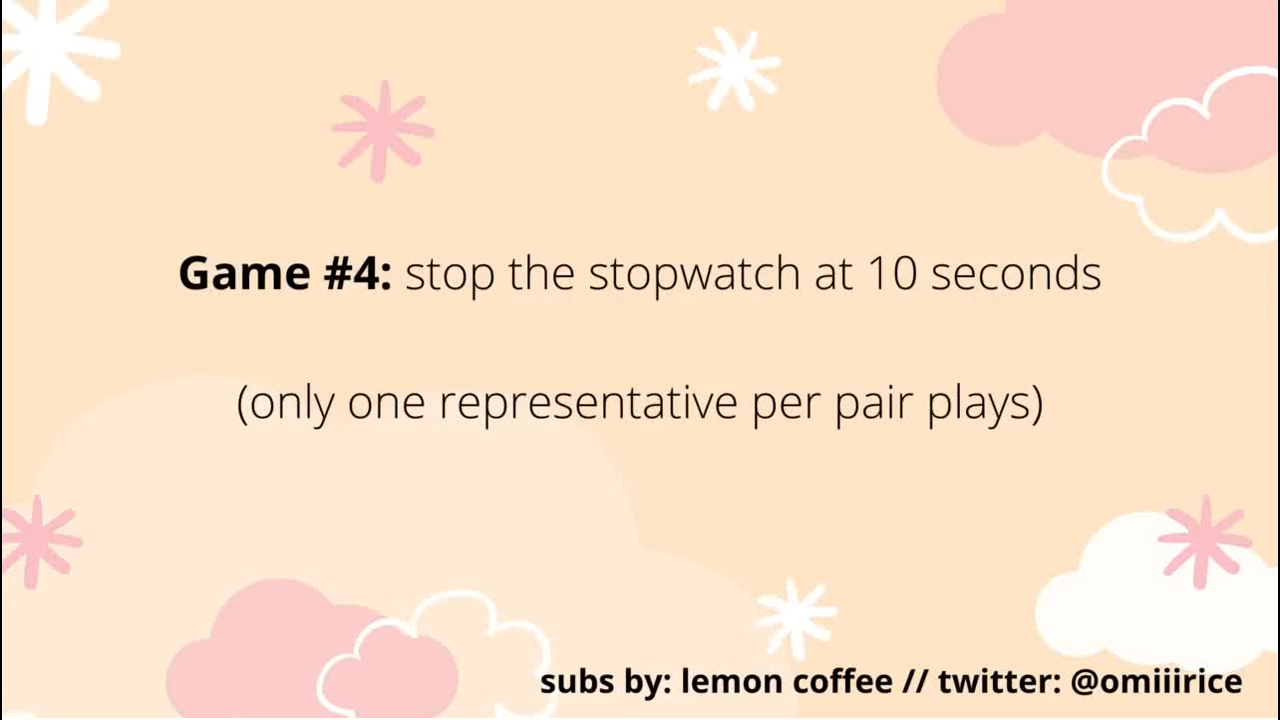 Game #4: stop the stopwatch at 10 seconds
(only one representative per pair plays)
subs by: lemon coffee // twitter: @omiiirice